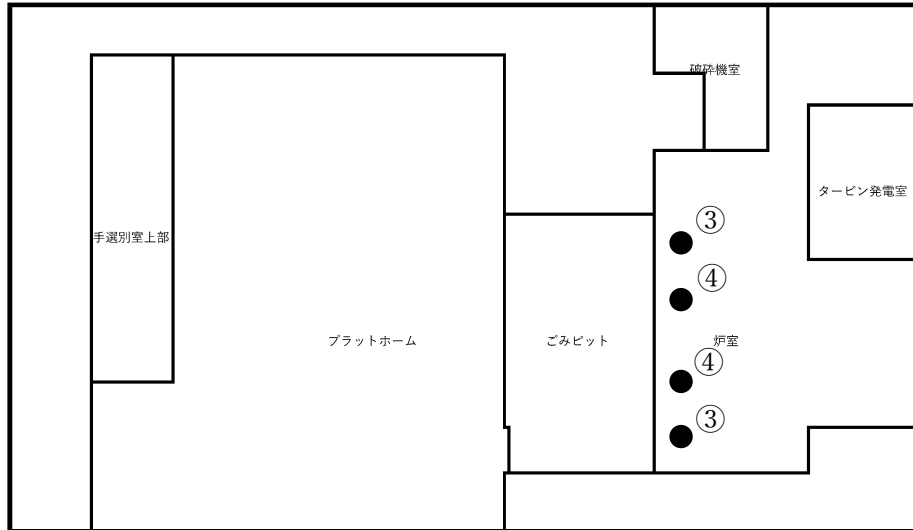 破砕機室
タービン発電室
③
手選別室上部
④
プラットホーム
ごみピット
炉室
④
③